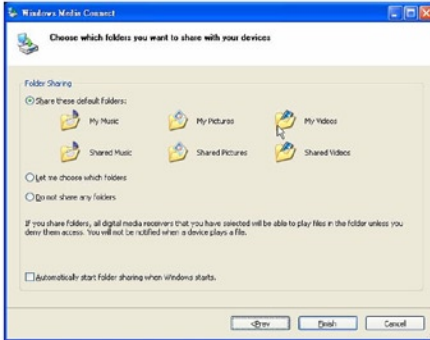 Windows Media Connect
Choose which folders you want to share with your devices
Folder Sharing
Share these default folders:
My Music
My Pictures
My Videos
Shared Music
Shared Pictures
Shared Videos
Let me choose which folders
Do not share any folders
If you share folders, all digital media receivers that you have selected will be able to play files in the folder unless you
deny them access. You will not be notified when a device plays a file.
Automatically start folder sharing when Windows starts.
<Prev
Finish
Cancel